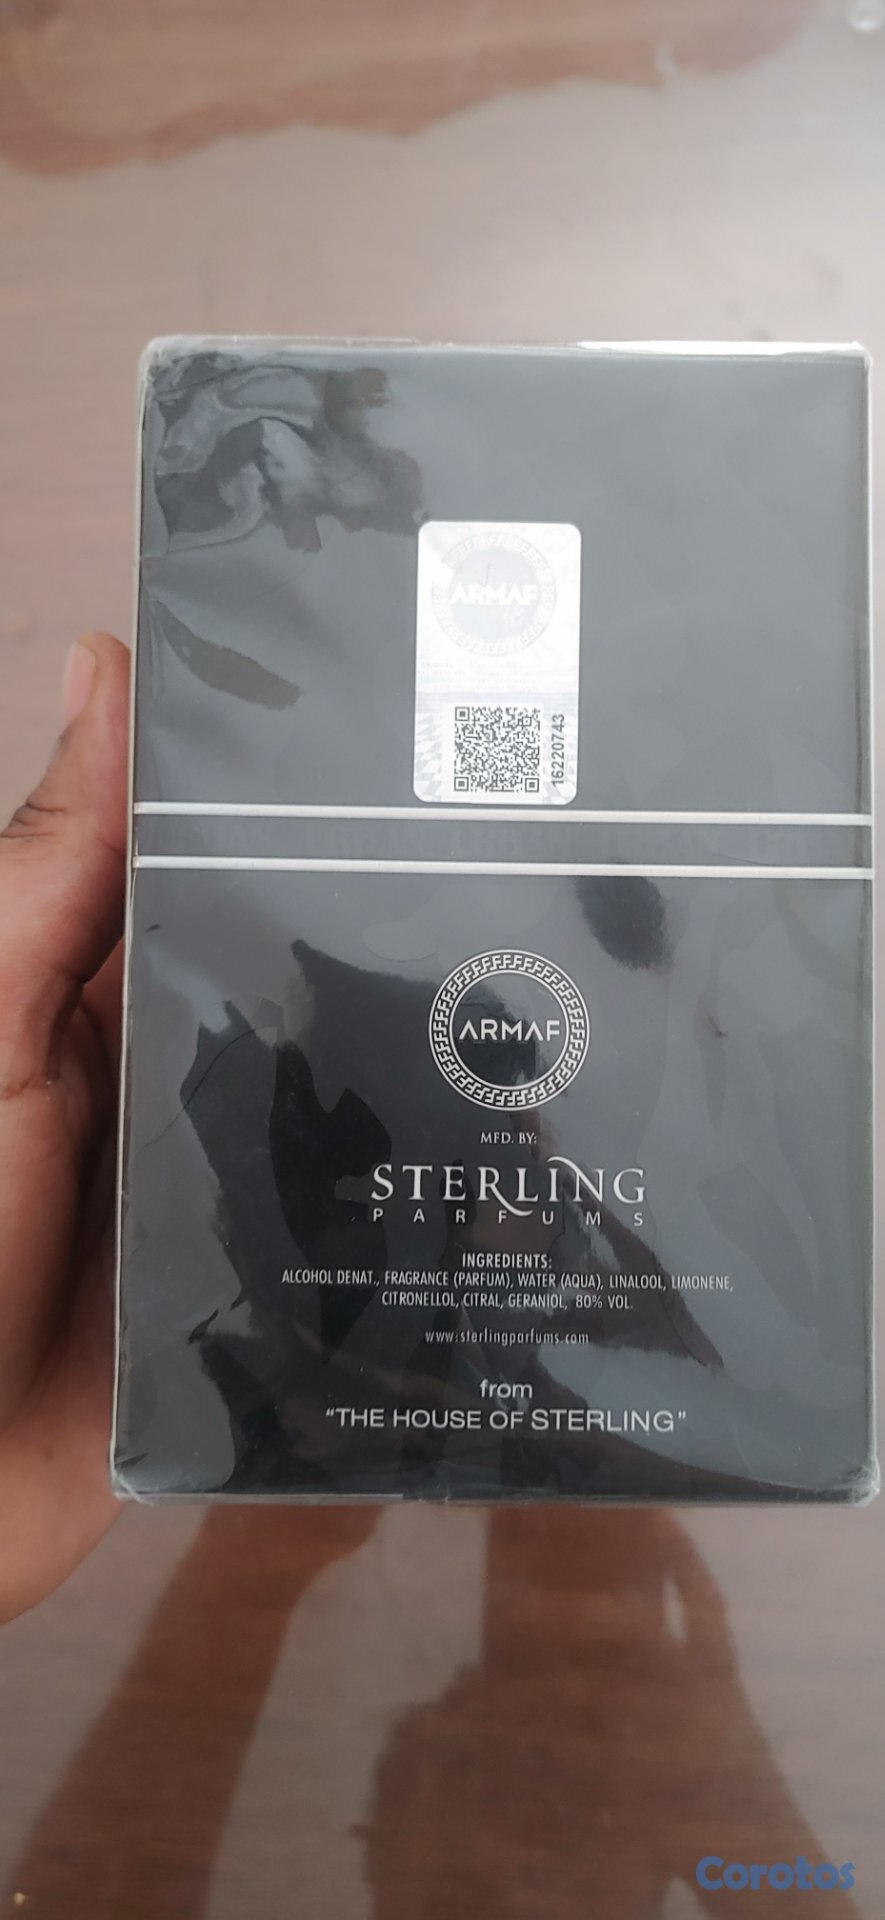 ARMAF
16220743
ARMAF
MFD. BY:
STERLING
PARFUMS
INGREDIENTS:
ALCOHOL DENAT., FRAGRANCE (PARFUM), WATER (AQUA), LINALOOL, LIMONENE,
CITRONELLOL, CITRAL, GERANIOL, 80% VOL.
www.sterlingparfums.com
from
"THE HOUSE OF STERLING"
Corotos